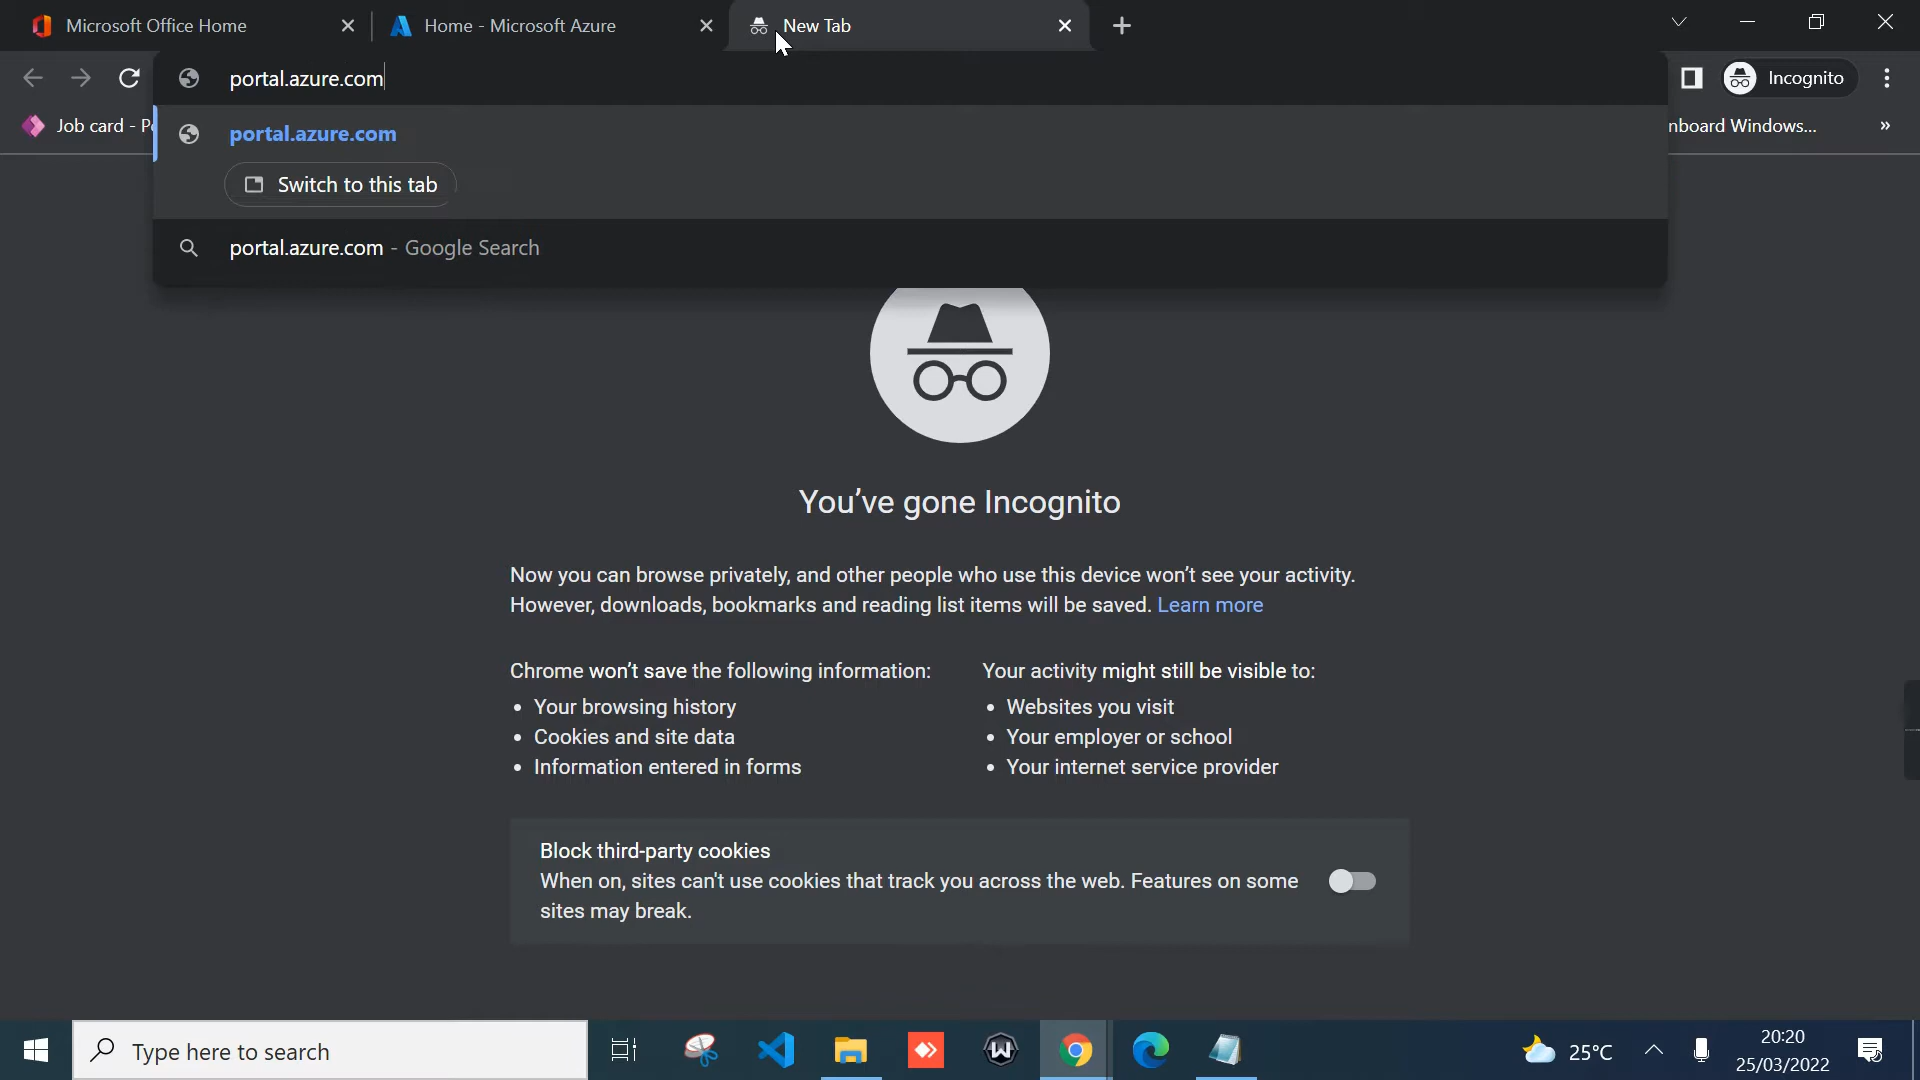 Microsoft Office Home
Home - Microsoft Azure
New Tab
portal.azure.com
Incognito
Job card - P
portal.azure.com
nboard Windows...
Switch to this tab
portal.azure.com - Google Search
You've gone Incognito
Now you can browse privately, and other people who use this device won't see your activity.
However, downloads, bookmarks and reading list items will be saved. Learn more
Chrome won't save the following information:
Your browsing history
Cookies and site data
Information entered in forms
Your activity might still be visible to:
Websites you visit
Your employer or school
Your internet service provider
Block third-party cookies
When on, sites can't use cookies that track you across the web. Features on some
sites may break.
Type here to search
25°C
20:20
25/03/2022